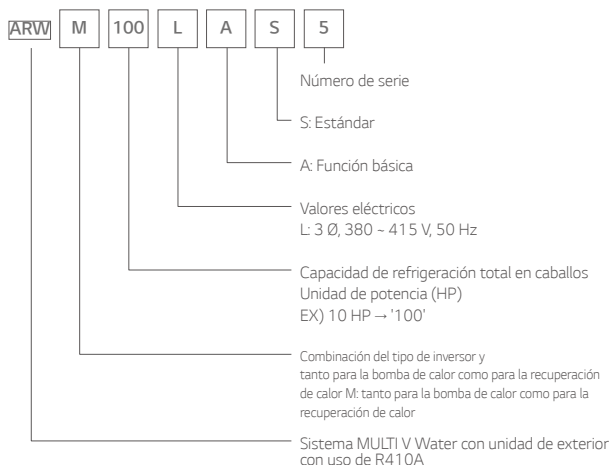 ARW M 100 L A S 5
Número de serie
S: Estándar
A: Función básica
Valores eléctricos
L: 3 Ø, 380 ~ 415 V, 50 Hz
Capacidad de refrigeración total en caballos
Unidad de potencia (HP)
EX) 10 HP → '100'
Combinación del tipo de inversor y
tanto para la bomba de calor como para la recuperación
de calor M: tanto para la bomba de calor como para la
recuperación de calor
Sistema MULTI V Water con unidad de exterior
con uso de R410A